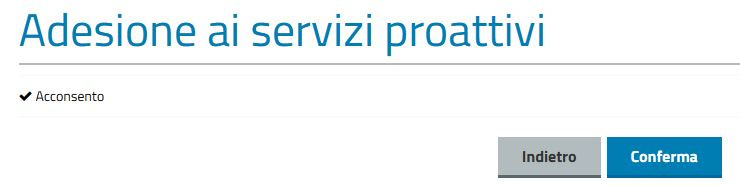 Adesione ai servizi proattivi
Acconsento
Indietro
Conferma